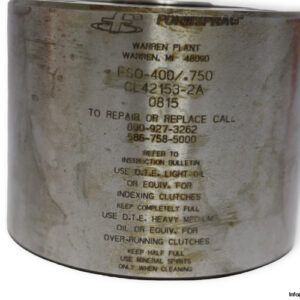 FORMSPRAG
WARREN PLANT
WARREN, MI 48090
FSO-400/.750
CL42153-2A
0815
TO REPAIR OR REPLACE CALL
800-927-3262
586-758-5000
REFER TO
INSTRUCTION BULLETIN
USE D.T.E. LIGHT OIL
OR EQUIV. FOR
INDEXING CLUTCHES
KEEP COMPLETELY FULL
USE D.T.E. HEAVY MEDIUM
OIL OR EQUIV. FOR
OVER-RUNNING CLUTCHES
KEEP HALF FULL
USE MINERAL SPIRITS
ONLY WHEN CLEANING